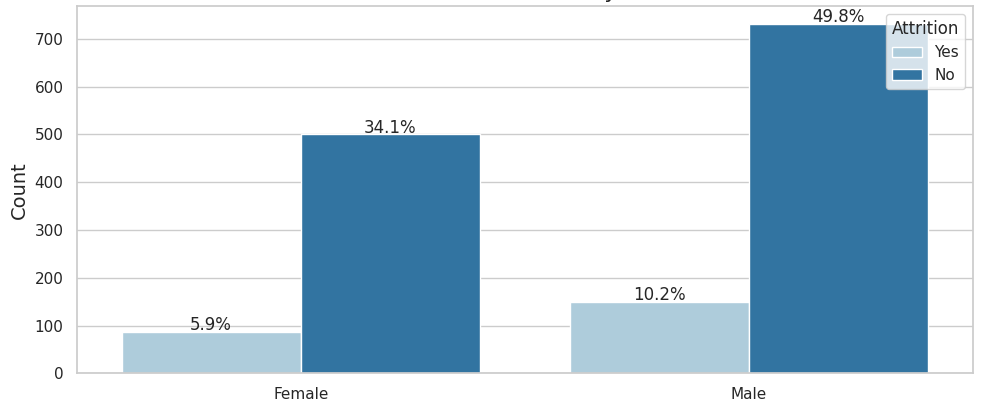 49.8%
Attrition
Yes
No
700
600
500
400
300
200
100
0
Count
34.1%
10.2%
5.9%
Female
Male